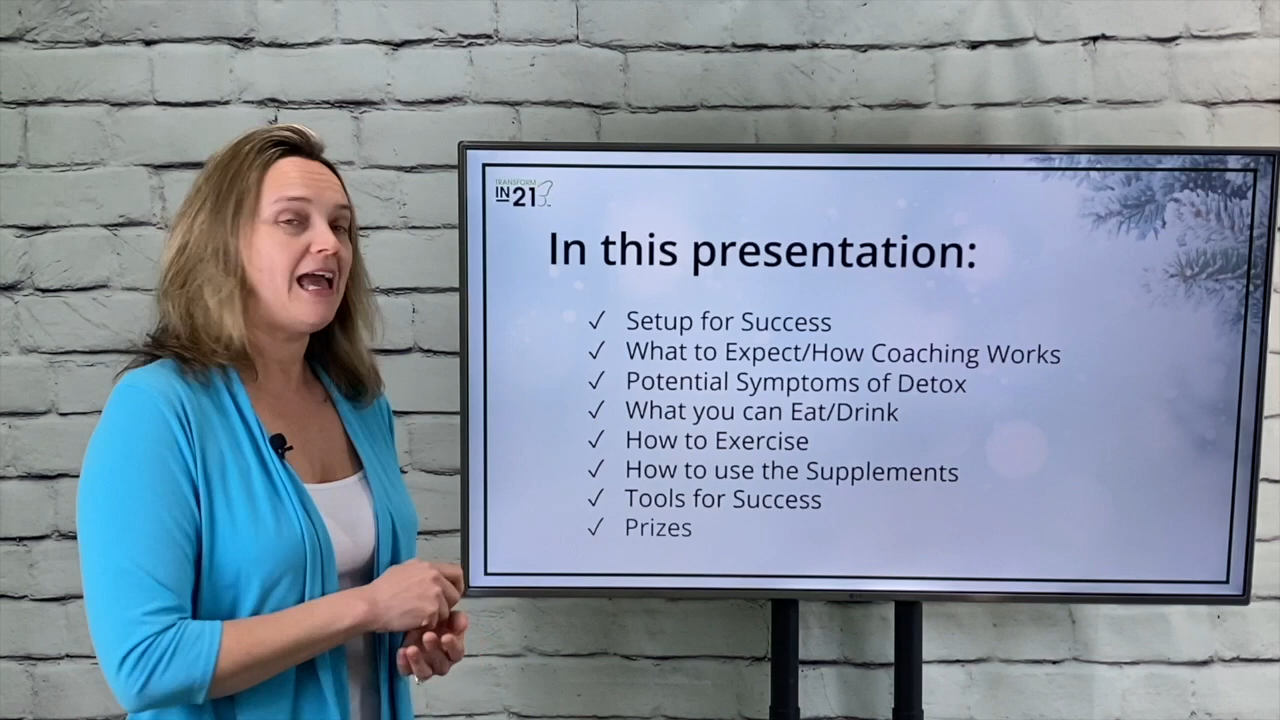 TRANSFORM
IN 21
In this presentation:
✓ Setup for Success
✓ What to Expect/How Coaching Works
✓ Potential Symptoms of Detox
✓ What you can Eat/Drink
✓ How to Exercise
✓ How to use the Supplements
✓ Tools for Success
✓ Prizes